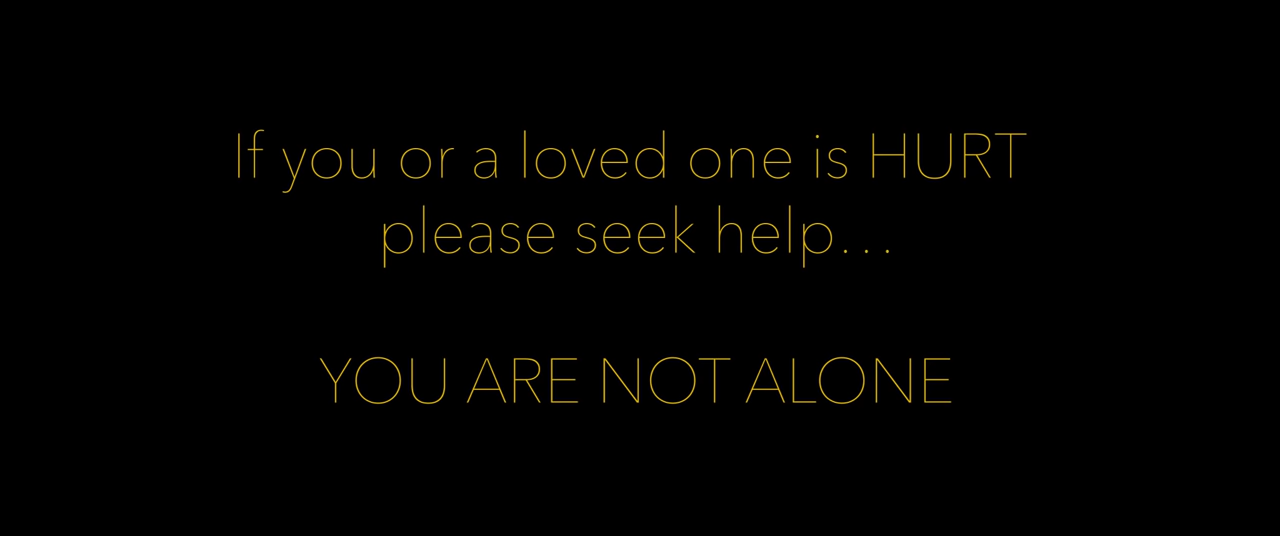 If you or a loved one is HURT
please seek help...
YOU ARE NOT ALONE